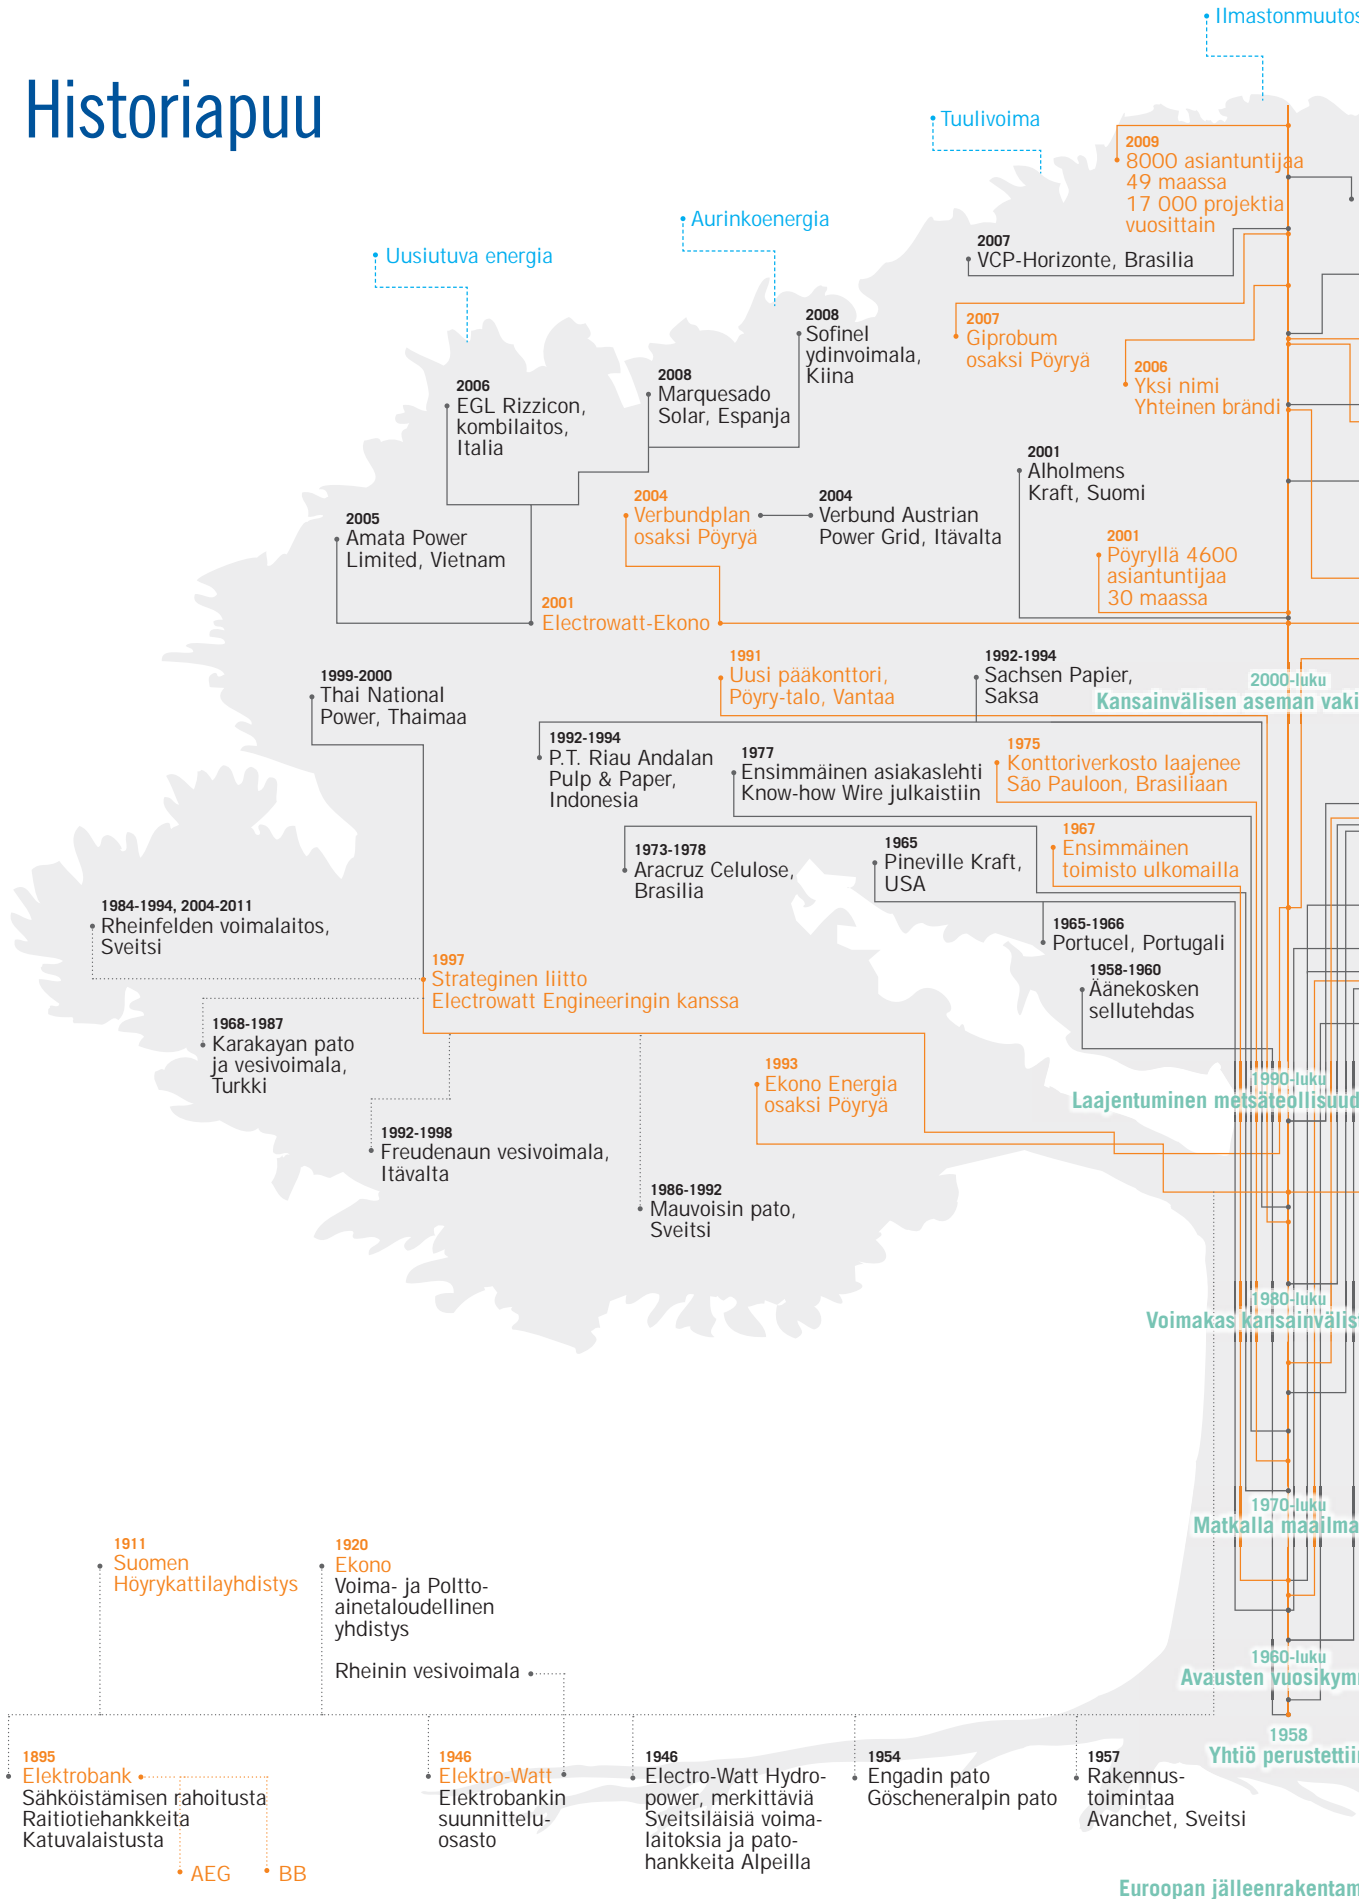 Historiapuu
Ilmastonmuutos
Tuulivoima
Aurinkoenergia
Uusiutuva energia
2009
8000 asiantuntijaa
49 maassa
17 000 projektia
vuosittain
2007
VCP-Horizonte, Brasilia
2007
Giprobum
osaksi Pöyryä
2006
Yksi nimi
Yhteinen brändi
2008
Sofinel
ydinvoimala,
Kiina
2008
Marquesado
Solar, Espanja
2006
EGL Rizzicon,
kombilaitos,
Italia
2001
Alholmens
Kraft, Suomi
2004
Verbundplan
osaksi Pöyryä
2004
Verbund Austrian
Power Grid, Itävalta
2005
Amata Power
Limited, Vietnam
2001
Pöyryllä 4600
asiantuntijaa
30 maassa
2001
Electrowatt-Ekono
1999-2000
Thai National
Power, Thaimaa
1991
Uusi pääkonttori,
Pöyry-talo, Vantaa
1992-1994
Sachsen Papier,
Saksa
2000-luku
Kansainvälisen aseman vaki
1992-1994
P.T. Riau Andalan
Pulp & Paper,
Indonesia
1977
Ensimmäinen asiakaslehti
Know-how Wire julkaistiin
1975
Konttoriverkosto laajenee
São Pauloon, Brasiliaan
1973-1978
Aracruz Celulose,
Brasilia
1965
Pineville Kraft,
USA
1967
Ensimmäinen
toimisto ulkomailla
1984-1994, 2004-2011
Rheinfelden voimalaitos,
Sveitsi
1965-1966
Portucel, Portugali
1997
Strateginen liitto
Electrowatt Engineeringin kanssa
1958-1960
Äänekosken
sellutehdas
1968-1987
Karakayan pato
ja vesivoimala,
Turkki
1993
Ekono Energia
osaksi Pöyryä
1990-luku
Laajentuminen metsäteollisuud
1992-1998
Freudenaun vesivoimala,
Itävalta
1986-1992
Mauvoisin pato,
Sveitsi
1980-luku
Voimakas kansainvälist
1970-luku
Matkalla maailma
1911
Suomen
Höyrykattilayhdistys
1920
Ekono
Voima- ja Poltto-
ainetaloudellinen
yhdistys
Rheinin vesivoimala
1960-luku
Avausten vuosikym
1958
Yhtiö perustettiin
1895
Elektrobank
Sähköistämisen rahoitusta
Raitiotiehankkeita
Katuvalaistusta
AEG
BB
1946
Elektro-Watt
Elektrobankin
suunnittelu-
osasto
1946
Electro-Watt Hydro-
power, merkittäviä
Sveitsiläisiä voima-
laitoksia ja pato-
hankkeita Alpeilla
1954
Engadin pato
Göscheneralpin pato
1957
Rakennus-
toimintaa
Avanchet, Sveitsi
Euroopan jälleenrakentam